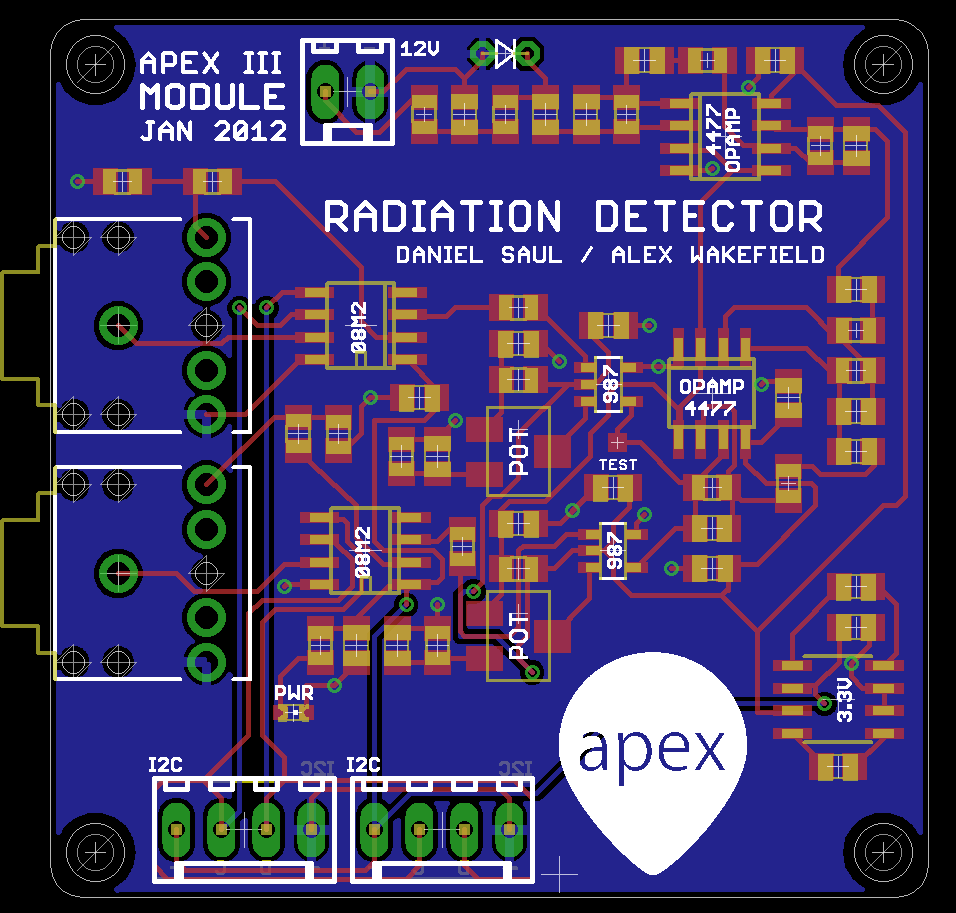 APEX III
MODULE
JAN 2012
12V
4477
OPAMP
RADIATION DETECTOR
DANIEL SAUL / ALEX WAKEFIELD
08M2
987
OPAMP
4477
POT
TEST
08M2
987
POT
PWR
3.3V
apex
I2C
I2C
I2C
I2C